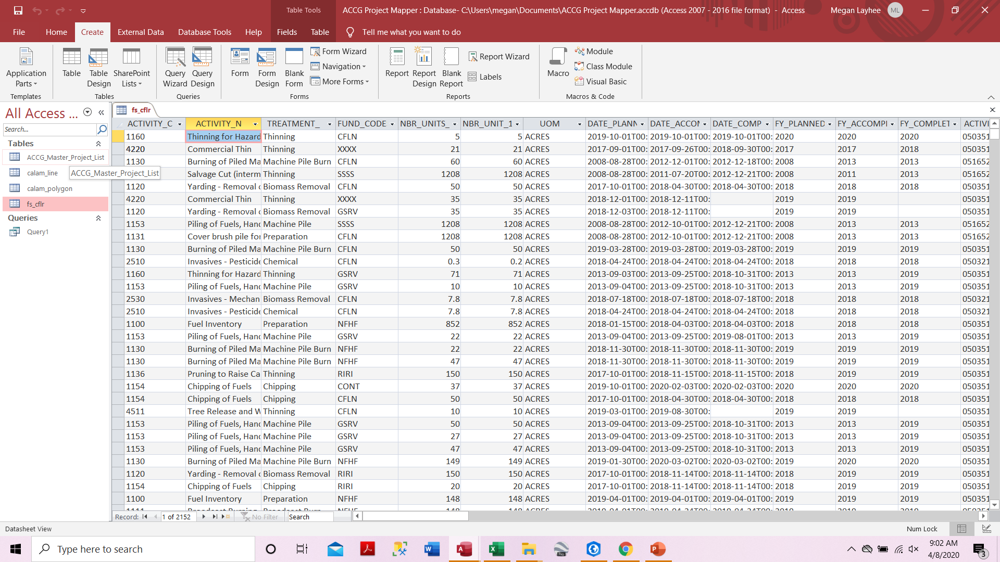 Table Tools
ACCG Project Mapper : Database- C:\Users\megan\Documents\ACCG Project Mapper.accdb (Access 2007 - 2016 file format) - Access
Megan Layhee ML
File Home Create External Data Database Tools Help Fields Table Tell me what you want to do
Application Parts
Table
Table Design
SharePoint Lists
Query Wizard
Query Design
Form
Form Design
Blank Form
Form Wizard
Navigation
More Forms
Report
Report Design
Blank Report
Report Wizard
Labels
Macro
Module
Class Module
Visual Basic
Templates Tables Queries Forms Reports Macros & Code
All Access ...
Search...
Tables
ACCG_Master_Project_List
calam_line
ACCG_Master_Project_List
calam_polygon
fs_cflr
Queries
Query1
fs_cflr
ACTIVITY_C ACTIVITY_N TREATMENT_ FUND_CODE NBR_UNITS_ NBR_UNIT_1 UOM DATE_PLANN DATE_ACCOM DATE_COMP FY_PLANNED FY_ACCOMPI FY_COMPLET ACTIVI
1160 Thinning for Hazard Thinning CFLN 5 5 ACRES 2019-10-01T00: 2019-10-01T00: 2019-10-01T00: 2020 2020 2020 050351
4220 Commercial Thin Thinning XXXX 21 21 ACRES 2017-09-01T00: 2017-09-26T00: 2018-09-30T00: 2017 2017 2018 050351
1130 Burning of Piled Ma Machine Pile Burn CFLN 60 60 ACRES 2008-08-28T00: 2012-12-01T00: 2012-12-18T00: 2008 2013 2013 051652
Salvage Cut (interm Thinning SSSS 1208 1208 ACRES 2008-08-28T00: 2011-07-20T00: 2012-12-21T00: 2008 2011 2013 051652
1120 Yarding - Removal o Biomass Removal CFLN 50 50 ACRES 2017-10-01T00: 2018-04-30T00: 2018-04-30T00: 2018 2018 2018 050351
4220 Commercial Thin Thinning XXXX 35 35 ACRES 2018-12-01T00: 2018-12-11T00: 2019 2019 050351
1120 Yarding - Removal o Biomass Removal GSRV 35 35 ACRES 2018-12-03T00: 2018-12-11T00: 2019 2019 050351
1153 Piling of Fuels, Hand Machine Pile SSSS 1208 1208 ACRES 2008-08-28T00: 2012-10-01T00: 2012-12-21T00: 2008 2013 2013 051652
1131 Cover brush pile for Preparation CFLN 1208 1208 ACRES 2008-08-28T00: 2012-10-01T00: 2012-12-21T00: 2008 2013 2013 051652
1130 Burning of Piled Ma Machine Pile Burn CFLN 50 50 ACRES 2019-03-28T00: 2019-03-28T00: 2019-03-28T00: 2019 2019 2019 050351
2510 Invasives - Pesticide Chemical CFLN 0.3 0.2 ACRES 2018-04-24T00: 2018-04-24T00: 2018-04-24T00: 2018 2018 2018 050321
1160 Thinning for Hazard Thinning GSRV 71 71 ACRES 2013-09-03T00: 2013-09-25T00: 2018-10-31T00: 2013 2013 2019 050351
1153 Piling of Fuels, Hand Machine Pile GSRV 10 10 ACRES 2013-09-04T00: 2013-09-25T00: 2018-10-31T00: 2013 2013 2019 050351
2530 Invasives - Mechan Biomass Removal CFLN 7.8 7.8 ACRES 2018-07-18T00: 2018-07-18T00: 2018-07-18T00: 2018 2018 2018 050321
2510 Invasives - Pesticide Chemical CFLN 7.8 7.8 ACRES 2018-04-24T00: 2018-04-24T00: 2018-04-24T00: 2018 2018 2018 050321
1100 Fuel Inventory Preparation NFHF 852 852 ACRES 2018-01-15T00: 2018-04-03T00: 2018-04-03T00: 2018 2018 2018 050351
1153 Piling of Fuels, Hand Machine Pile GSRV 22 22 ACRES 2013-09-04T00: 2013-09-25T00: 2019-08-01T00: 2013 2013 2019 050351
1130 Burning of Piled Ma Machine Pile Burn NFHF 22 22 ACRES 2018-11-30T00: 2018-11-30T00: 2018-11-30T00: 2019 2019 2019 050351
1130 Burning of Piled Ma Machine Pile Burn NFHF 47 47 ACRES 2018-11-30T00: 2018-11-30T00: 2018-11-30T00: 2019 2019 2019 050351
1136 Pruning to Raise Ca Thinning RIRI 150 150 ACRES 2017-10-01T00: 2018-11-15T00: 2018-11-15T00: 2018 2019 2019 050351
1154 Chipping of Fuels Chipping CONT 37 37 ACRES 2019-10-01T00: 2020-02-03T00: 2020-02-03T00: 2020 2020 2020 050351
1154 Chipping of Fuels Chipping CFLN 50 50 ACRES 2017-10-01T00: 2018-04-30T00: 2018-04-30T00: 2018 2018 2018 050351
4511 Tree Release and W Thinning CFLN 10 10 ACRES 2019-03-01T00: 2019-08-30T00: 2019 2019 050351
1153 Piling of Fuels, Hand Machine Pile GSRV 50 50 ACRES 2013-09-04T00: 2013-09-25T00: 2018-10-31T00: 2013 2013 2019 050351
1153 Piling of Fuels, Hand Machine Pile GSRV 27 27 ACRES 2013-09-04T00: 2013-09-25T00: 2018-10-31T00: 2013 2013 2019 050351
1153 Piling of Fuels, Hand Machine Pile GSRV 47 47 ACRES 2013-09-04T00: 2013-09-25T00: 2018-10-31T00: 2013 2013 2019 050351
1130 Burning of Piled Ma Machine Pile Burn NFHF 149 149 ACRES 2019-01-30T00: 2020-03-02T00: 2020-03-02T00: 2019 2020 2020 050351
1120 Yarding - Removal o Biomass Removal RIRI 150 150 ACRES 2017-10-01T00: 2018-11-14T00: 2018-11-14T00: 2018 2019 2019 050351
1154 Chipping of Fuels Chipping RIRI 20 20 ACRES 2017-10-01T00: 2018-11-14T00: 2018-11-14T00: 2018 2019 2019 050351
1100 Fuel Inventory Preparation NFHF 148 148 ACRES 2019-04-01T00: 2019-04-01T00: 2019-04-01T00: 2019 2019 2019 050351
Record: 1 of 2152 No Filter Search
Datasheet View Num Lock
Type here to search
9:02 AM
4/8/2020
3